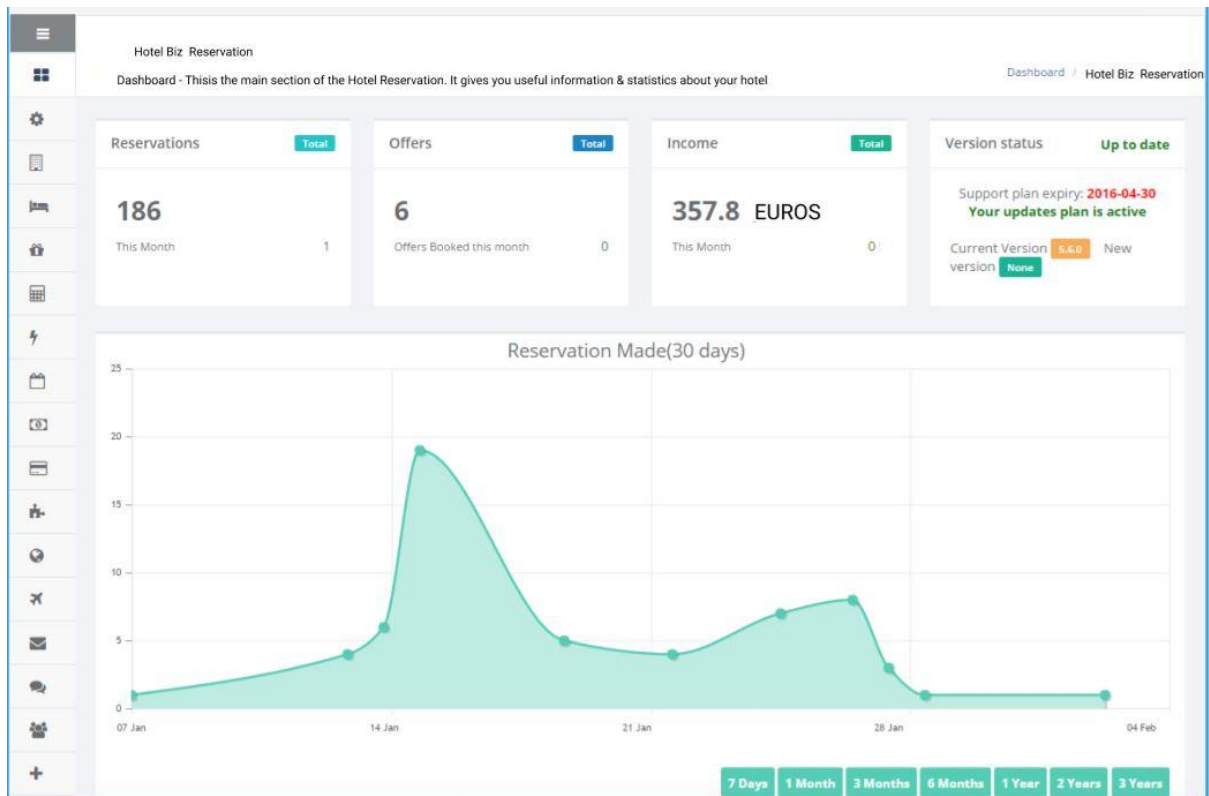 Hotel Biz Reservation
Dashboard - Thisis the main section of the Hotel Reservation. It gives you useful information & statistics about your hotel
Dashboard / Hotel Biz Reservation
Reservations Total
186
This Month 1
Offers Total
6
Offers Booked this month 0
Income Total
357.8 EUROS
This Month 0
Version status Up to date
Support plan expiry: 2016-04-30
Your updates plan is active
Current Version 5.6.0 New
version None
Reservation Made(30 days)
25
20
15
10
5
0
07 Jan 14 Jan 21 Jan 28 Jan 04 Feb
7 Days 1 Month 3 Months 6 Months 1 Year 2 Years 3 Years